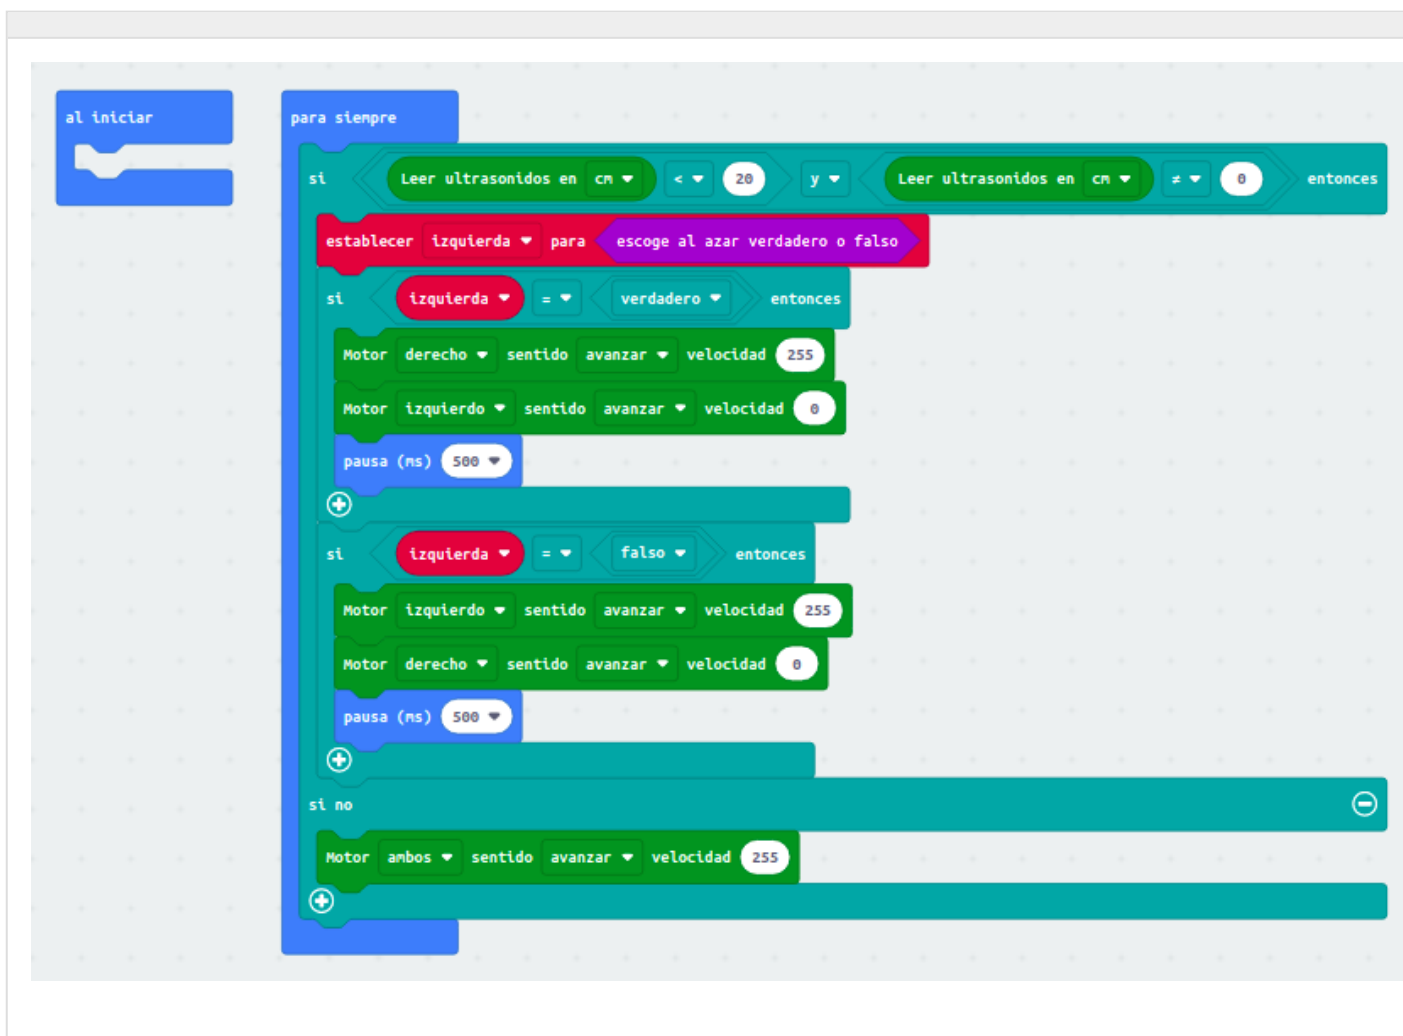 al iniciar
para siempre
si Leer ultrasonidos en cm < 20 y Leer ultrasonidos en cm ≠ 0 entonces
establecer izquierda para escoge al azar verdadero o falso
si izquierda = verdadero entonces
Motor derecho sentido avanzar velocidad 255
Motor izquierdo sentido avanzar velocidad 0
pausa (ms) 500
si izquierda = falso entonces
Motor izquierdo sentido avanzar velocidad 255
Motor derecho sentido avanzar velocidad 0
pausa (ms) 500
si no
Motor ambos sentido avanzar velocidad 255